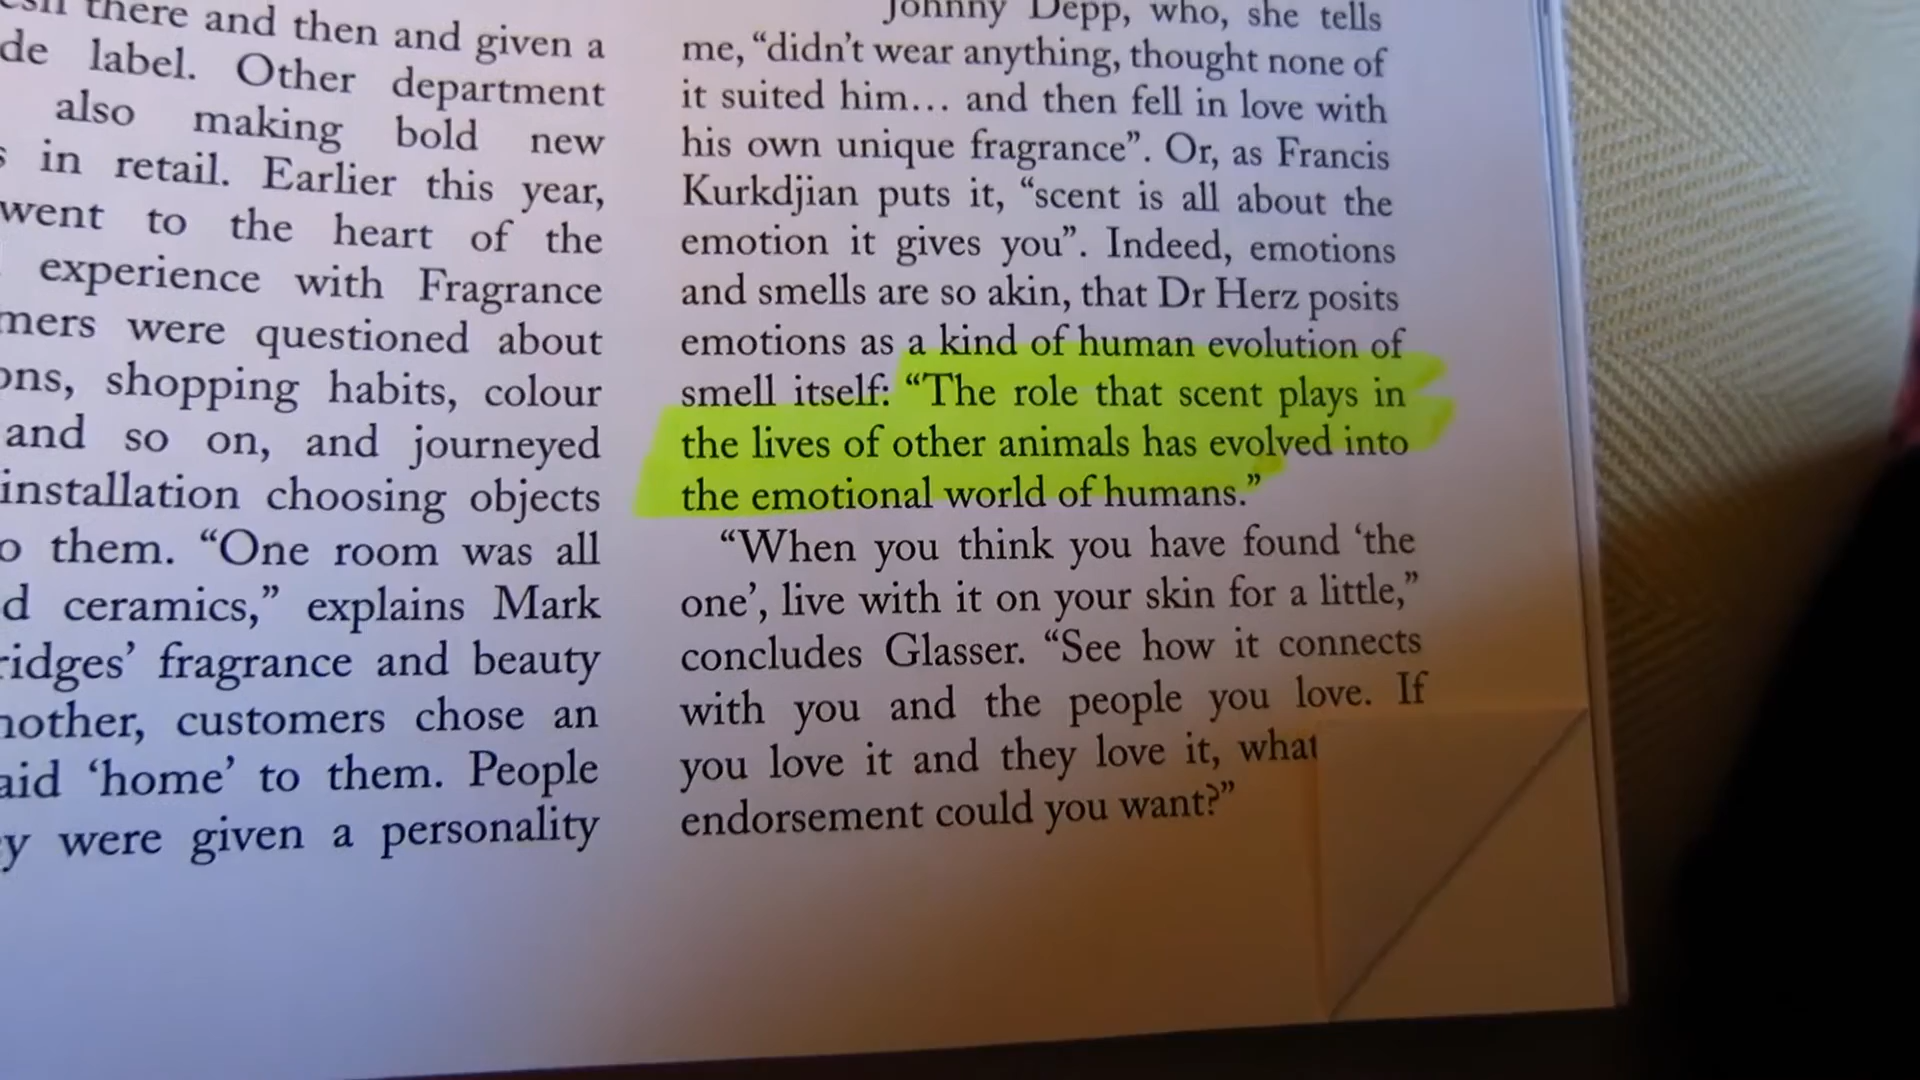 there and then and given a
label. Other department
also making bold new
in retail. Earlier this year,
went to the heart of the
experience with Fragrance
were questioned about
shopping habits, colour
and so on, and journeyed
installation choosing objects
them. “One room was all
ceramics,” explains Mark
fragrance and beauty
customers chose an
‘home’ to them. People
were given a personality
Johnny Depp, who, she tells
me, “didn’t wear anything, thought none of
it suited him... and then fell in love with
his own unique fragrance”. Or, as Francis
Kurkdjian puts it, “scent is all about the
emotion it gives you”. Indeed, emotions
and smells are so akin, that Dr Herz posits
emotions as a kind of human evolution of
smell itself: “The role that scent plays in
the lives of other animals has evolved into
the emotional world of humans.”
“When you think you have found ‘the
one’, live with it on your skin for a little,”
concludes Glasser. “See how it connects
with you and the people you love. If
you love it and they love it, what
endorsement could you want?”